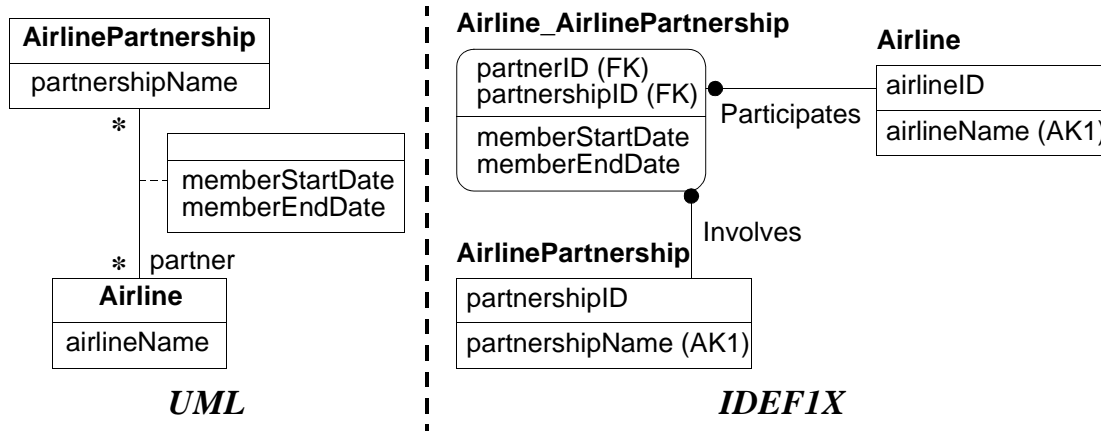 AirlinePartnership
partnershipName
*
memberStartDate
memberEndDate
* partner
Airline
airlineName
UML
Airline_AirlinePartnership
partnerID (FK)
partnershipID (FK)
memberStartDate
memberEndDate
Participates
Airline
airlineID
airlineName (AK1)
Involves
AirlinePartnership
partnershipID
partnershipName (AK1)
IDEF1X